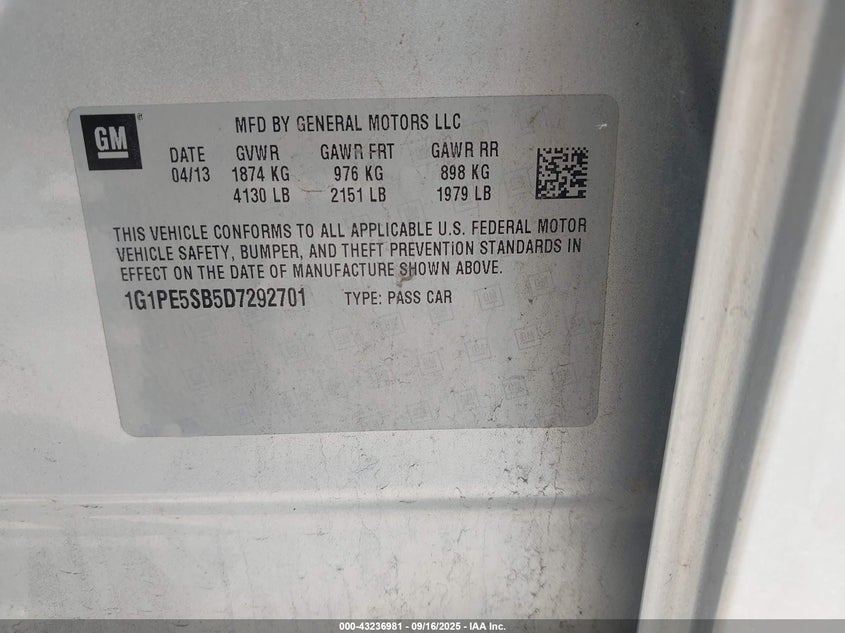 GM
MFD BY GENERAL MOTORS LLC
DATE GVWR GAWR FRT GAWR RR
04/13 1874 KG 976 KG 898 KG
4130 LB 2151 LB 1979 LB
THIS VEHICLE CONFORMS TO ALL APPLICABLE U.S. FEDERAL MOTOR
VEHICLE SAFETY, BUMPER, AND THEFT PREVENTION STANDARDS IN
EFFECT ON THE DATE OF MANUFACTURE SHOWN ABOVE.
1G1PE5SB5D7292701 TYPE: PASS CAR
000-43236981 - 09/16/2025 - IAA Inc.